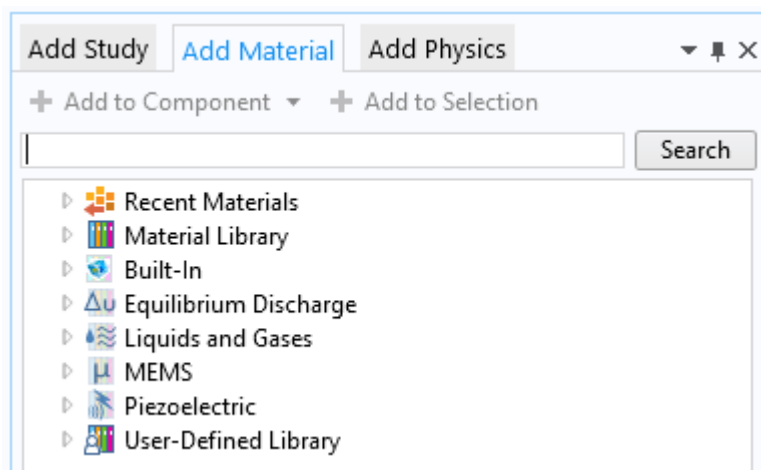 Add Study Add Material Add Physics
Add to Component Add to Selection
Search
Recent Materials
Material Library
Built-In
Equilibrium Discharge
Liquids and Gases
MEMS
Piezoelectric
User-Defined Library